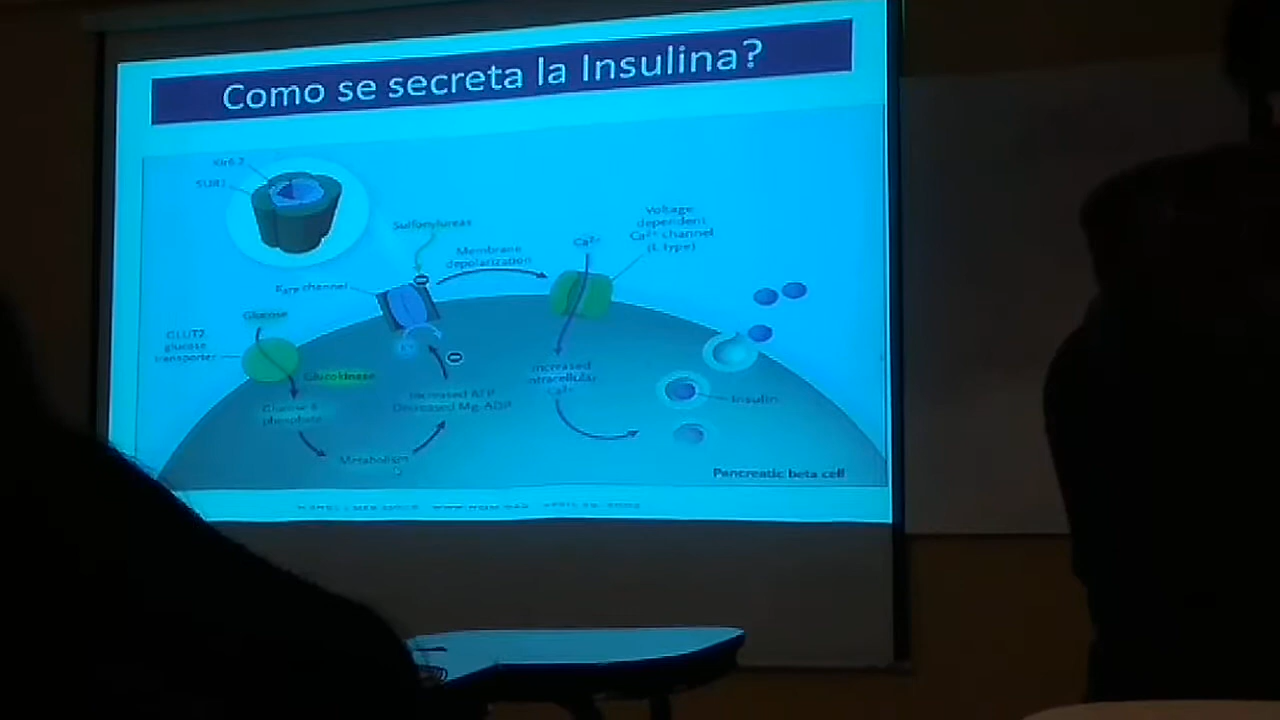 Como se secreta la Insulina?
Kir6.2
SUR1
Sulfonylureas
Membrane
depolarization
Ca²⁺
Voltage
dependent
Ca²⁺ channel
(L type)
K_ATP channel
Glucose
GLUT2
glucose
transporter
Glucokinase
Glucose-6-
phosphate
Metabolism
Increased ATP
Decreased Mg-ADP
Increased
intracellular
Ca²⁺
Insulin
Pancreatic beta cell